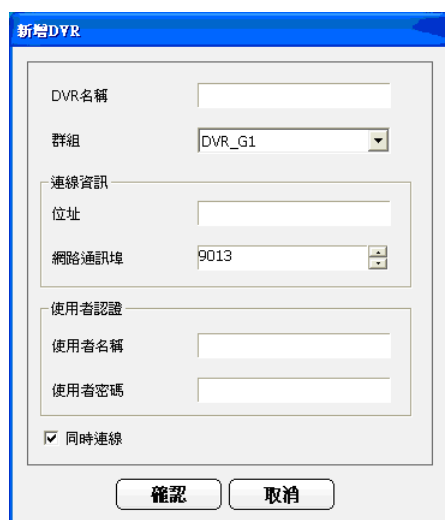 新增DVR
DVR名稱
群組 DVR_G1
連線資訊
位址
網路通訊埠 9013
使用者認證
使用者名稱
使用者密碼
同時連線
確認 取消